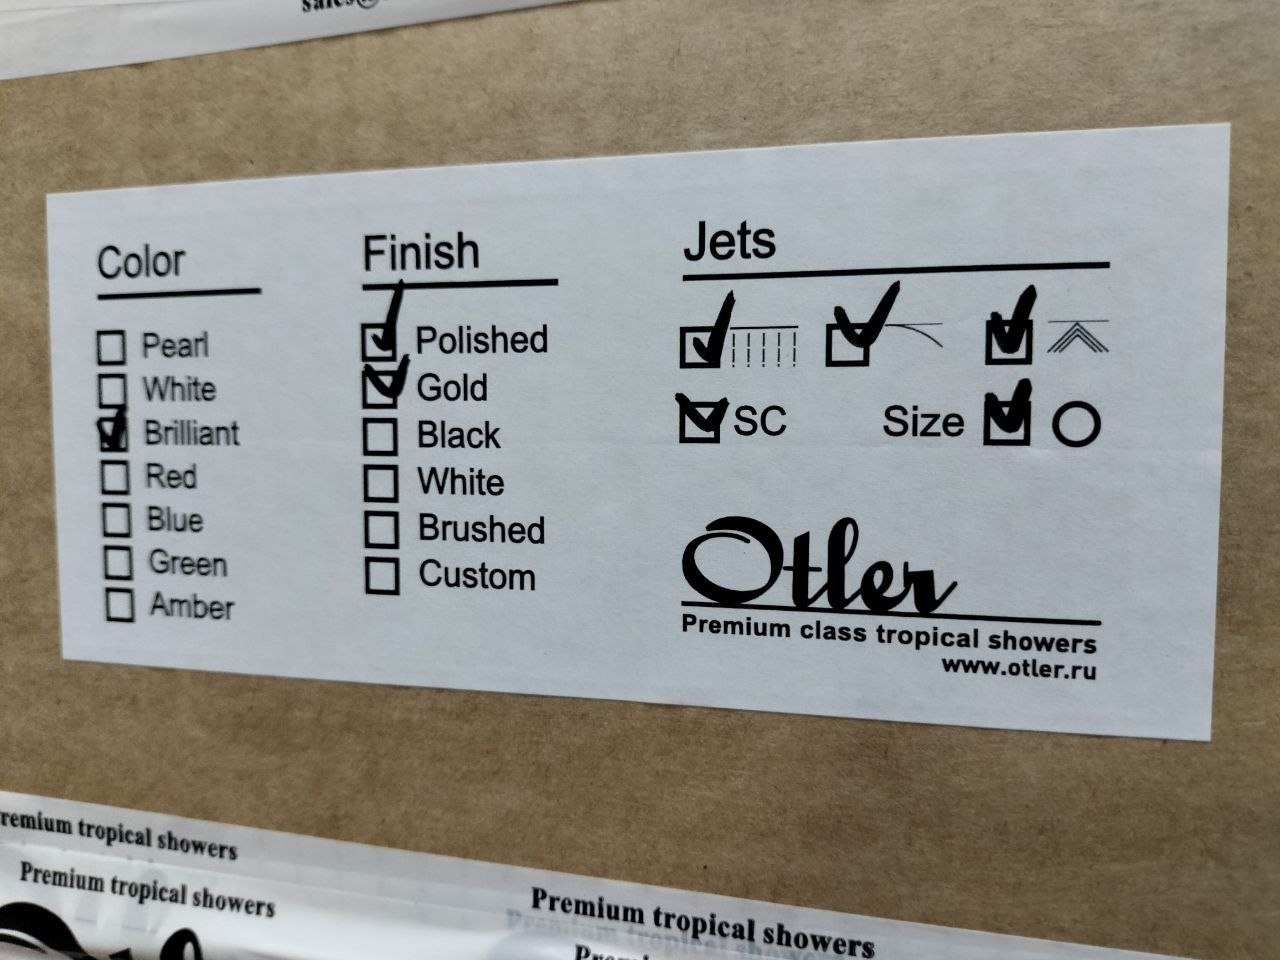 Color
Pearl
White
Brilliant
Red
Blue
Green
Amber
Finish
Polished
Gold
Black
White
Brushed
Custom
Jets
SC
Size
Otler
Premium class tropical showers
www.otler.ru
tropical showers
Premium tropical showers
Premium tropical showers